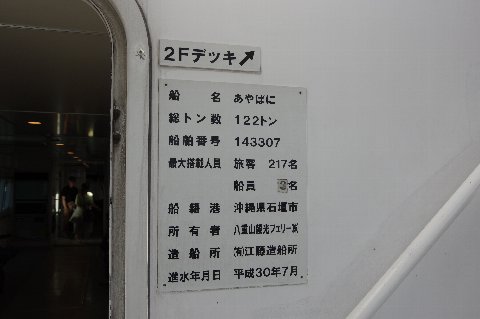 2Fデッキ↗
船名 あやぱに
総トン数 122トン
船舶番号 143307
最大搭載人員 旅客 217名
船員 名
船籍港 沖縄県石垣市
所有者 八重山観光フェリー㈱
造船所 ㈲江藤造船所
進水年月日 平成30年7月